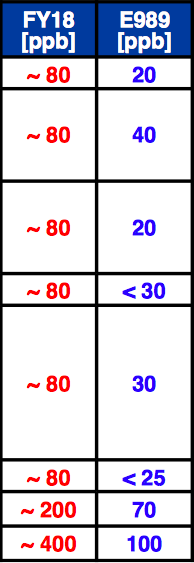 FY18 E989
[ppb] [ppb]
~ 80 20
~ 80 40
~ 80 20
~ 80 < 30
~ 80 30
~ 80 < 25
~ 200 70
~ 400 100